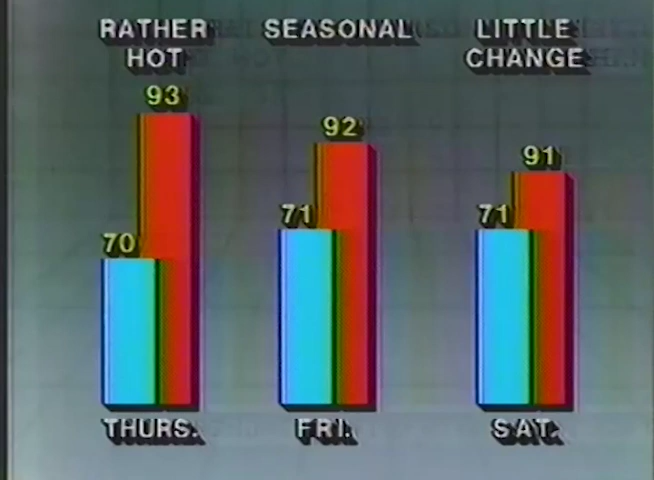 RATHER HOT
SEASONAL
LITTLE CHANGE
93
92
91
70
71
71
THURS.
FRI.
SAT.